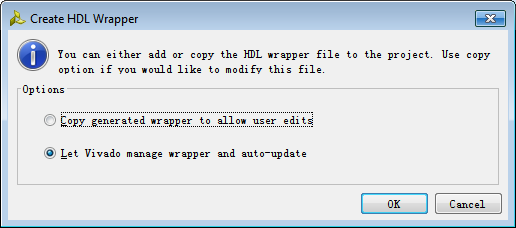 Create HDL Wrapper
You can either add or copy the HDL wrapper file to the project. Use copy
option if you would like to modify this file.
Options
Copy generated wrapper to allow user edits
Let Vivado manage wrapper and auto-update
OK
Cancel